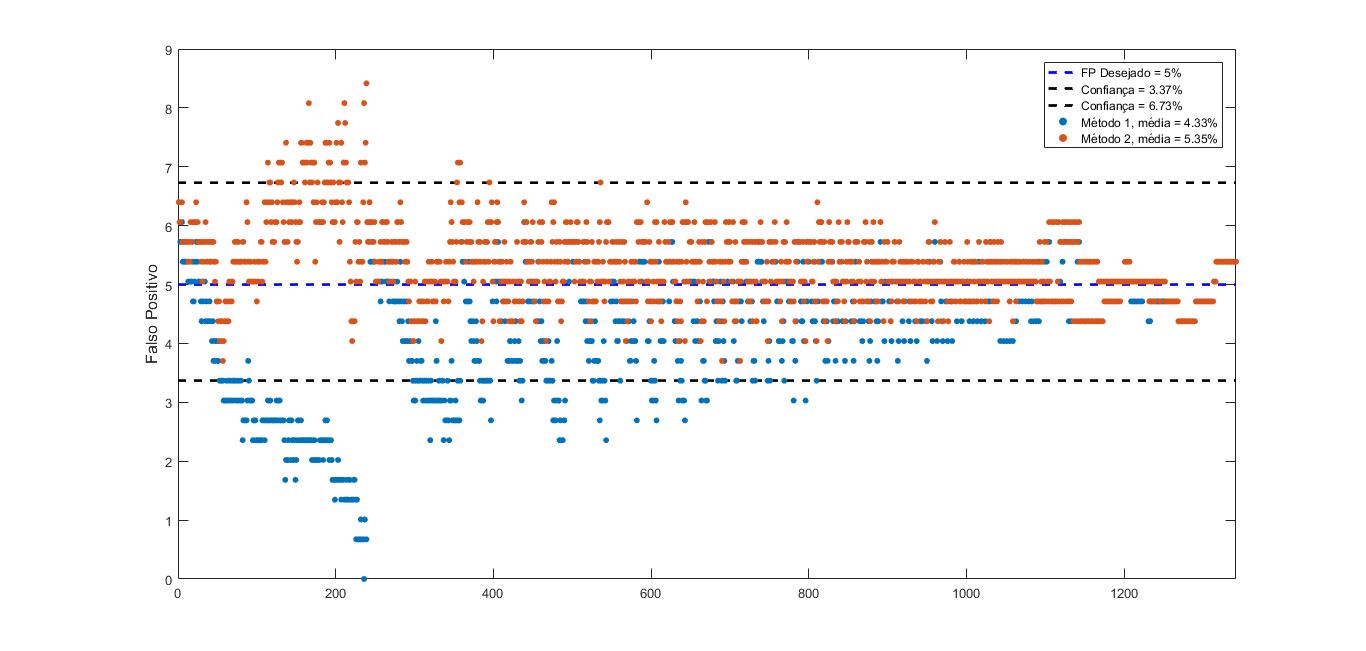 9
8
7
6
5
4
3
2
1
0
Falso Positivo
0 200 400 600 800 1000 1200
FP Desejado = 5%
Confiança = 3.37%
Confiança = 6.73%
Método 1, média = 4.33%
Método 2, média = 5.35%